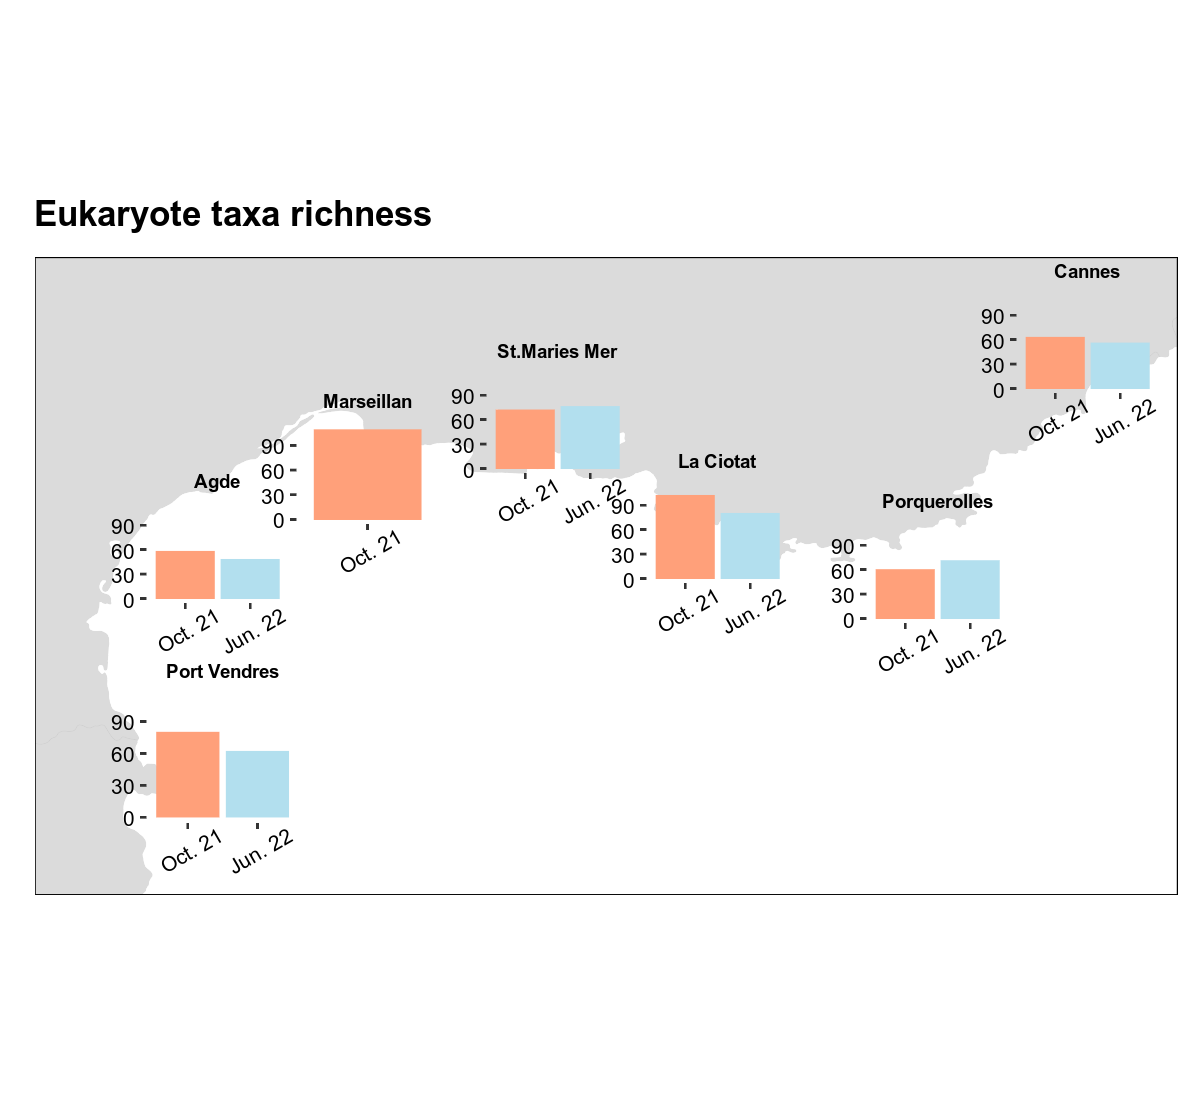 Eukaryote taxa richness
Cannes
90
60
30
0
Oct. 21
Jun. 22
St.Maries Mer
90
60
30
0
Oct. 21
Jun. 22
Marseillan
90
60
30
0
Oct. 21
La Ciotat
90
60
30
0
Oct. 21
Jun. 22
Agde
90
60
30
0
Oct. 21
Jun. 22
Porquerolles
90
60
30
0
Oct. 21
Jun. 22
Port Vendres
90
60
30
0
Oct. 21
Jun. 22